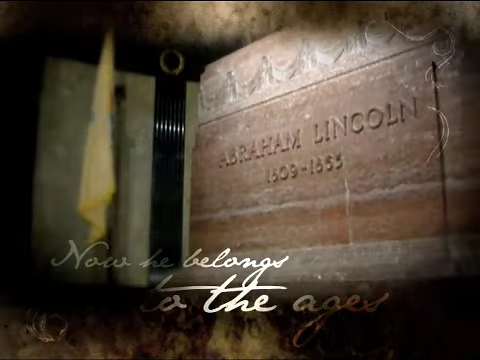 ABRAHAM LINCOLN
1809-1865
Now he belongs
to the ages